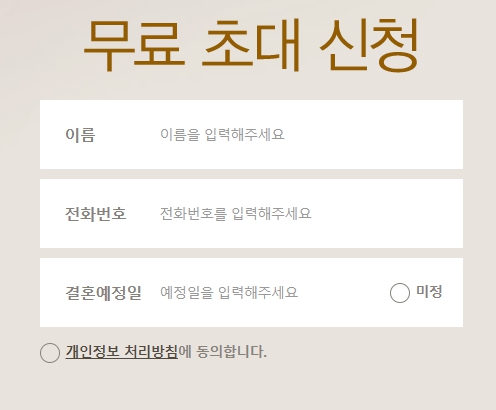 무료 초대 신청
이름 이름을 입력해주세요
전화번호 전화번호를 입력해주세요
결혼예정일 예정일을 입력해주세요 미정
개인정보 처리방침에 동의합니다.